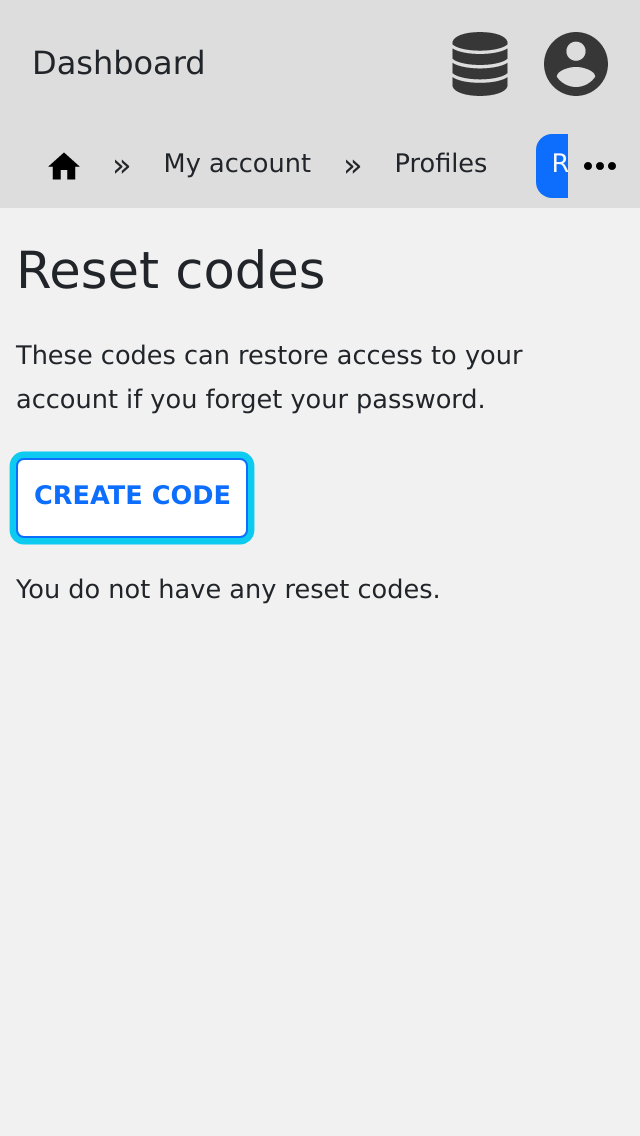 Dashboard
» My account » Profiles R
Reset codes
These codes can restore access to your
account if you forget your password.
CREATE CODE
You do not have any reset codes.